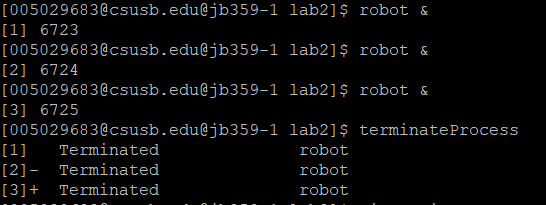 [005029683@csusb.edu@jb359-1 lab2]$ robot &
[1] 6723
[005029683@csusb.edu@jb359-1 lab2]$ robot &
[2] 6724
[005029683@csusb.edu@jb359-1 lab2]$ robot &
[3] 6725
[005029683@csusb.edu@jb359-1 lab2]$ terminateProcess
[1]   Terminated              robot
[2]-  Terminated              robot
[3]+  Terminated              robot